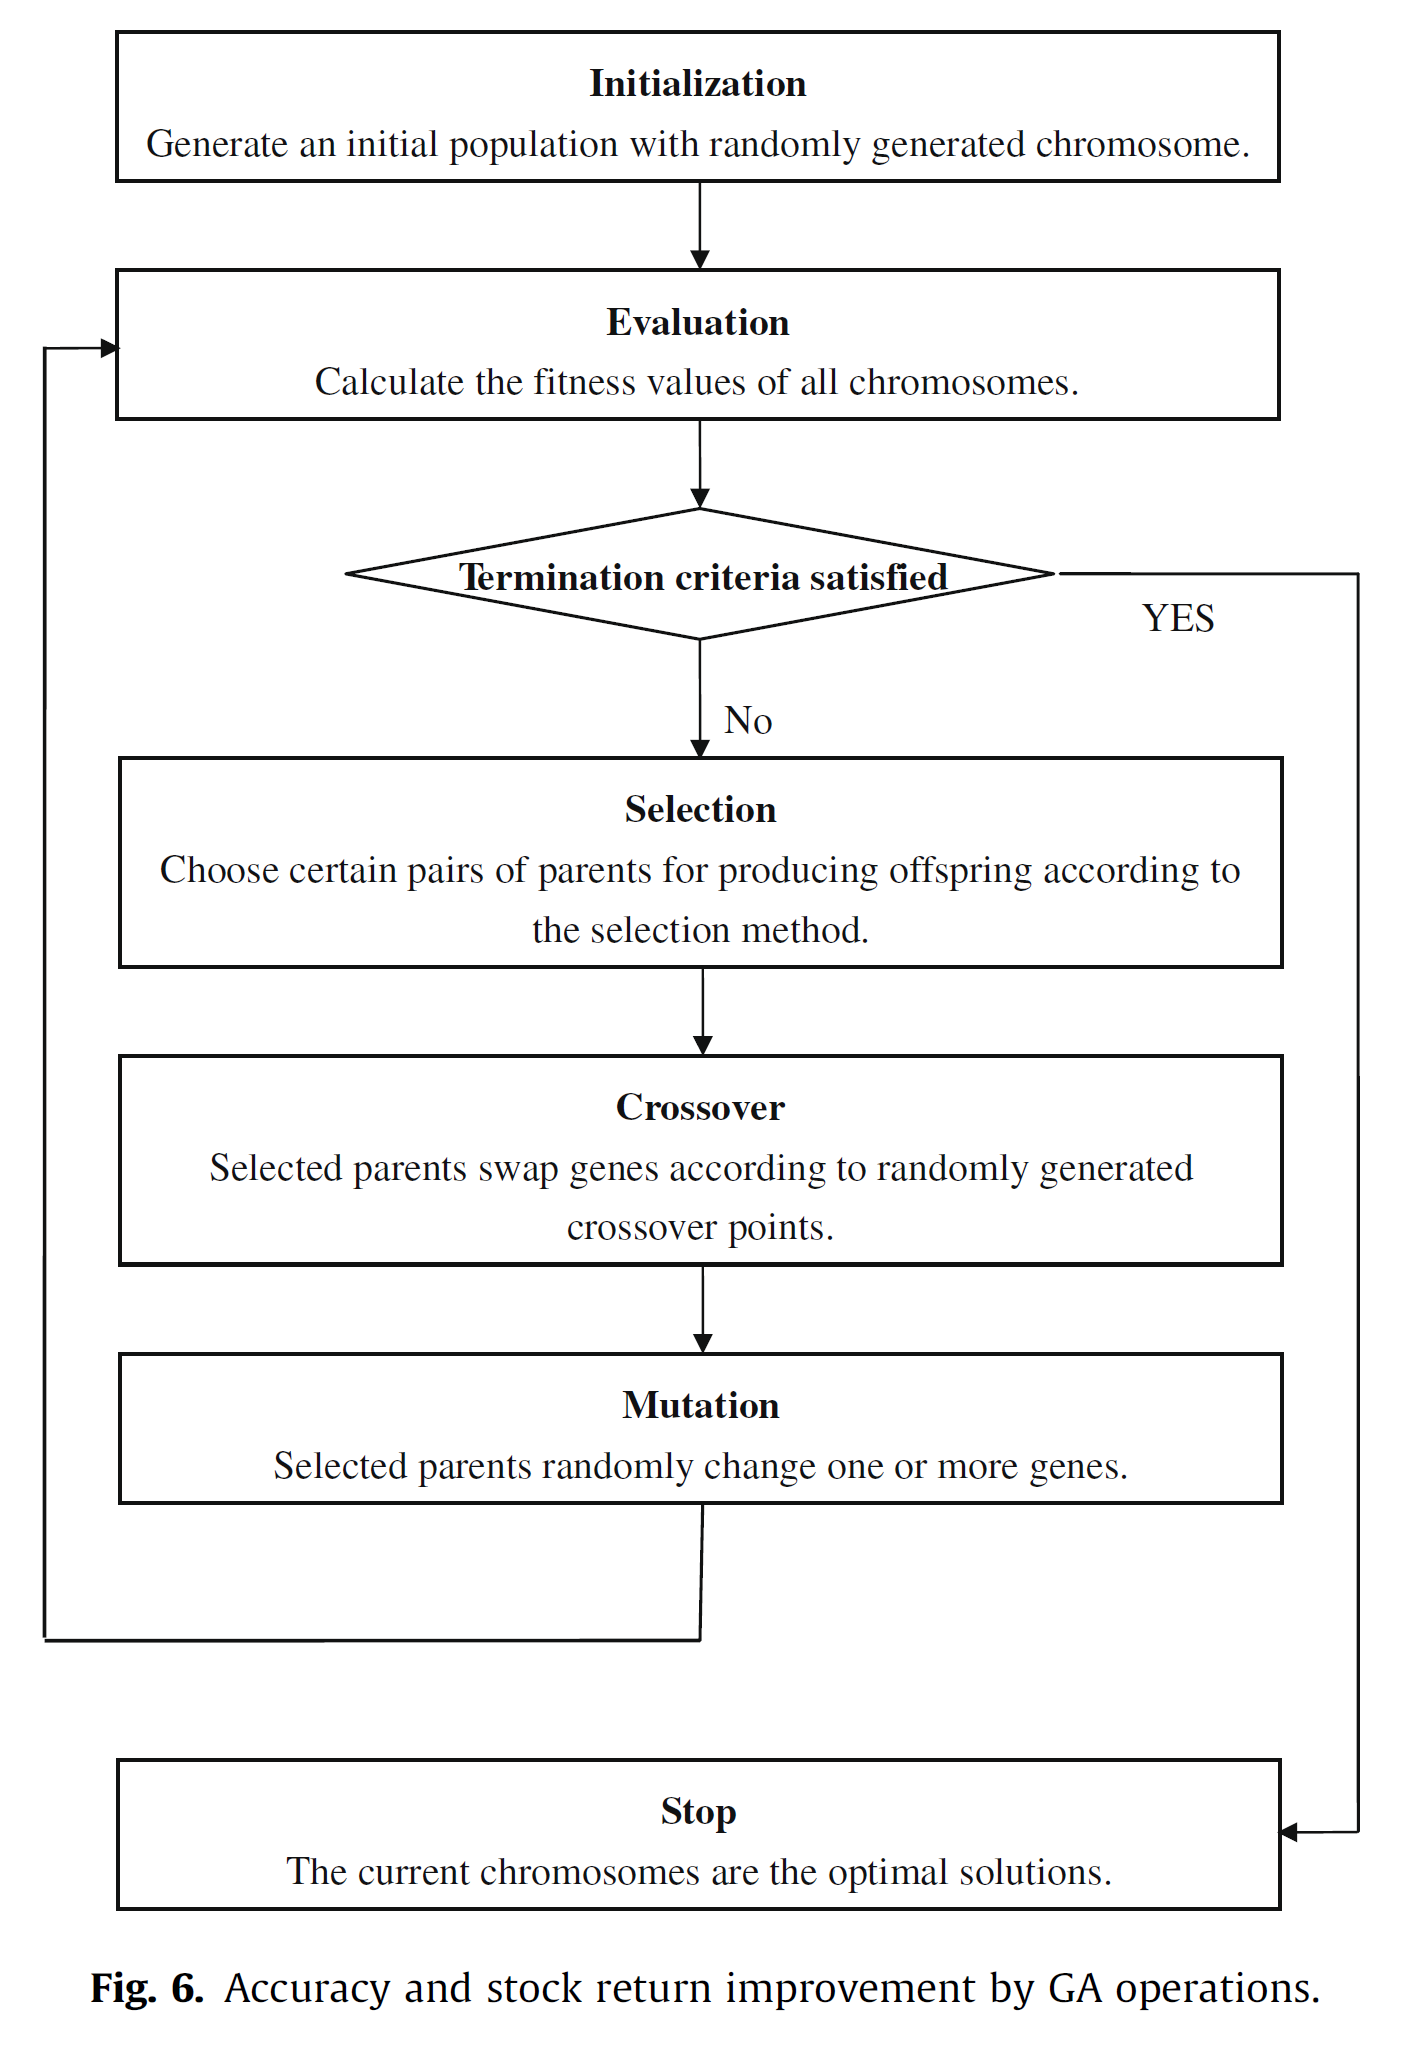 Initialization
Generate an initial population with randomly generated chromosome.
Evaluation
Calculate the fitness values of all chromosomes.
Termination criteria satisfied
YES
No
Selection
Choose certain pairs of parents for producing offspring according to
the selection method.
Crossover
Selected parents swap genes according to randomly generated
crossover points.
Mutation
Selected parents randomly change one or more genes.
Stop
The current chromosomes are the optimal solutions.
Fig. 6. Accuracy and stock return improvement by GA operations.